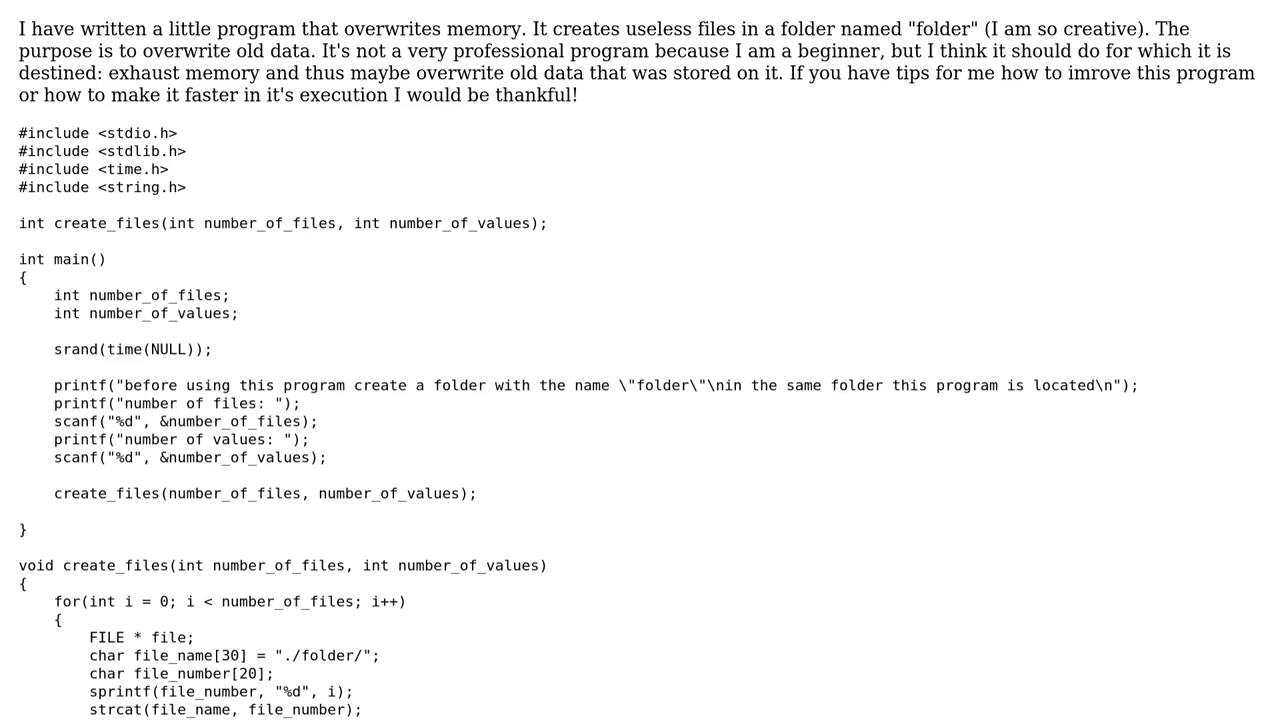 I have written a little program that overwrites memory. It creates useless files in a folder named "folder" (I am so creative). The
purpose is to overwrite old data. It's not a very professional program because I am a beginner, but I think it should do for which it is
destined: exhaust memory and thus maybe overwrite old data that was stored on it. If you have tips for me how to imrove this program
or how to make it faster in it's execution I would be thankful!
#include <stdio.h>
#include <stdlib.h>
#include <time.h>
#include <string.h>

int create_files(int number_of_files, int number_of_values);

int main()
{
    int number_of_files;
    int number_of_values;

    srand(time(NULL));

    printf("before using this program create a folder with the name \"folder\"\nin the same folder this program is located\n");
    printf("number of files: ");
    scanf("%d", &number_of_files);
    printf("number of values: ");
    scanf("%d", &number_of_values);

    create_files(number_of_files, number_of_values);

}

void create_files(int number_of_files, int number_of_values)
{
    for(int i = 0; i < number_of_files; i++)
    {
        FILE * file;
        char file_name[30] = "./folder/";
        char file_number[20];
        sprintf(file_number, "%d", i);
        strcat(file_name, file_number);